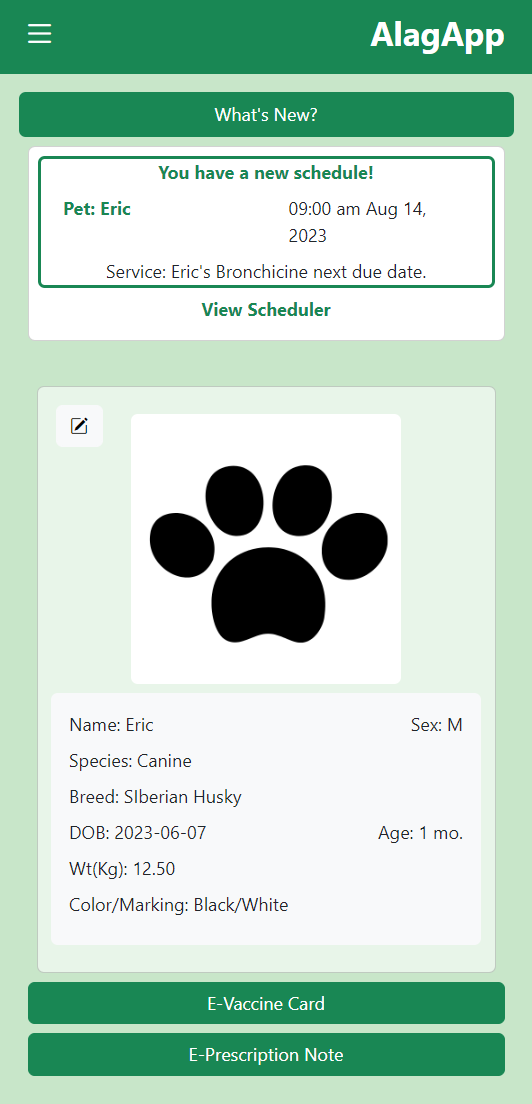 AlagApp
What's New?
You have a new schedule!
Pet: Eric
09:00 am Aug 14,
2023
Service: Eric's Bronchicine next due date.
View Scheduler
Name: Eric
Sex: M
Species: Canine
Breed: SIberian Husky
DOB: 2023-06-07
Age: 1 mo.
Wt(Kg): 12.50
Color/Marking: Black/White
E-Vaccine Card
E-Prescription Note